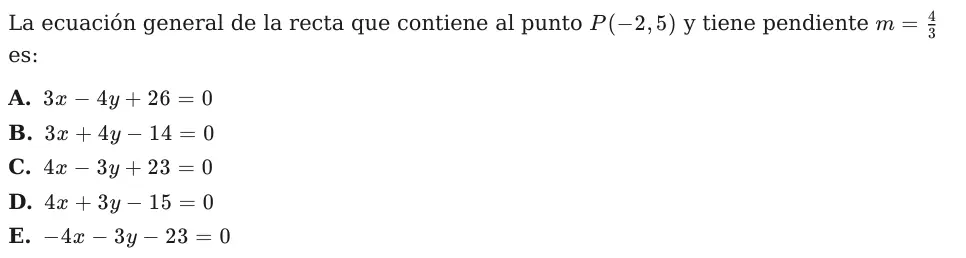 La ecuación general de la recta que contiene al punto P(−2, 5) y tiene pendiente m = 4/3
es:
A. 3x − 4y + 26 = 0
B. 3x + 4y − 14 = 0
C. 4x − 3y + 23 = 0
D. 4x + 3y − 15 = 0
E. −4x − 3y − 23 = 0